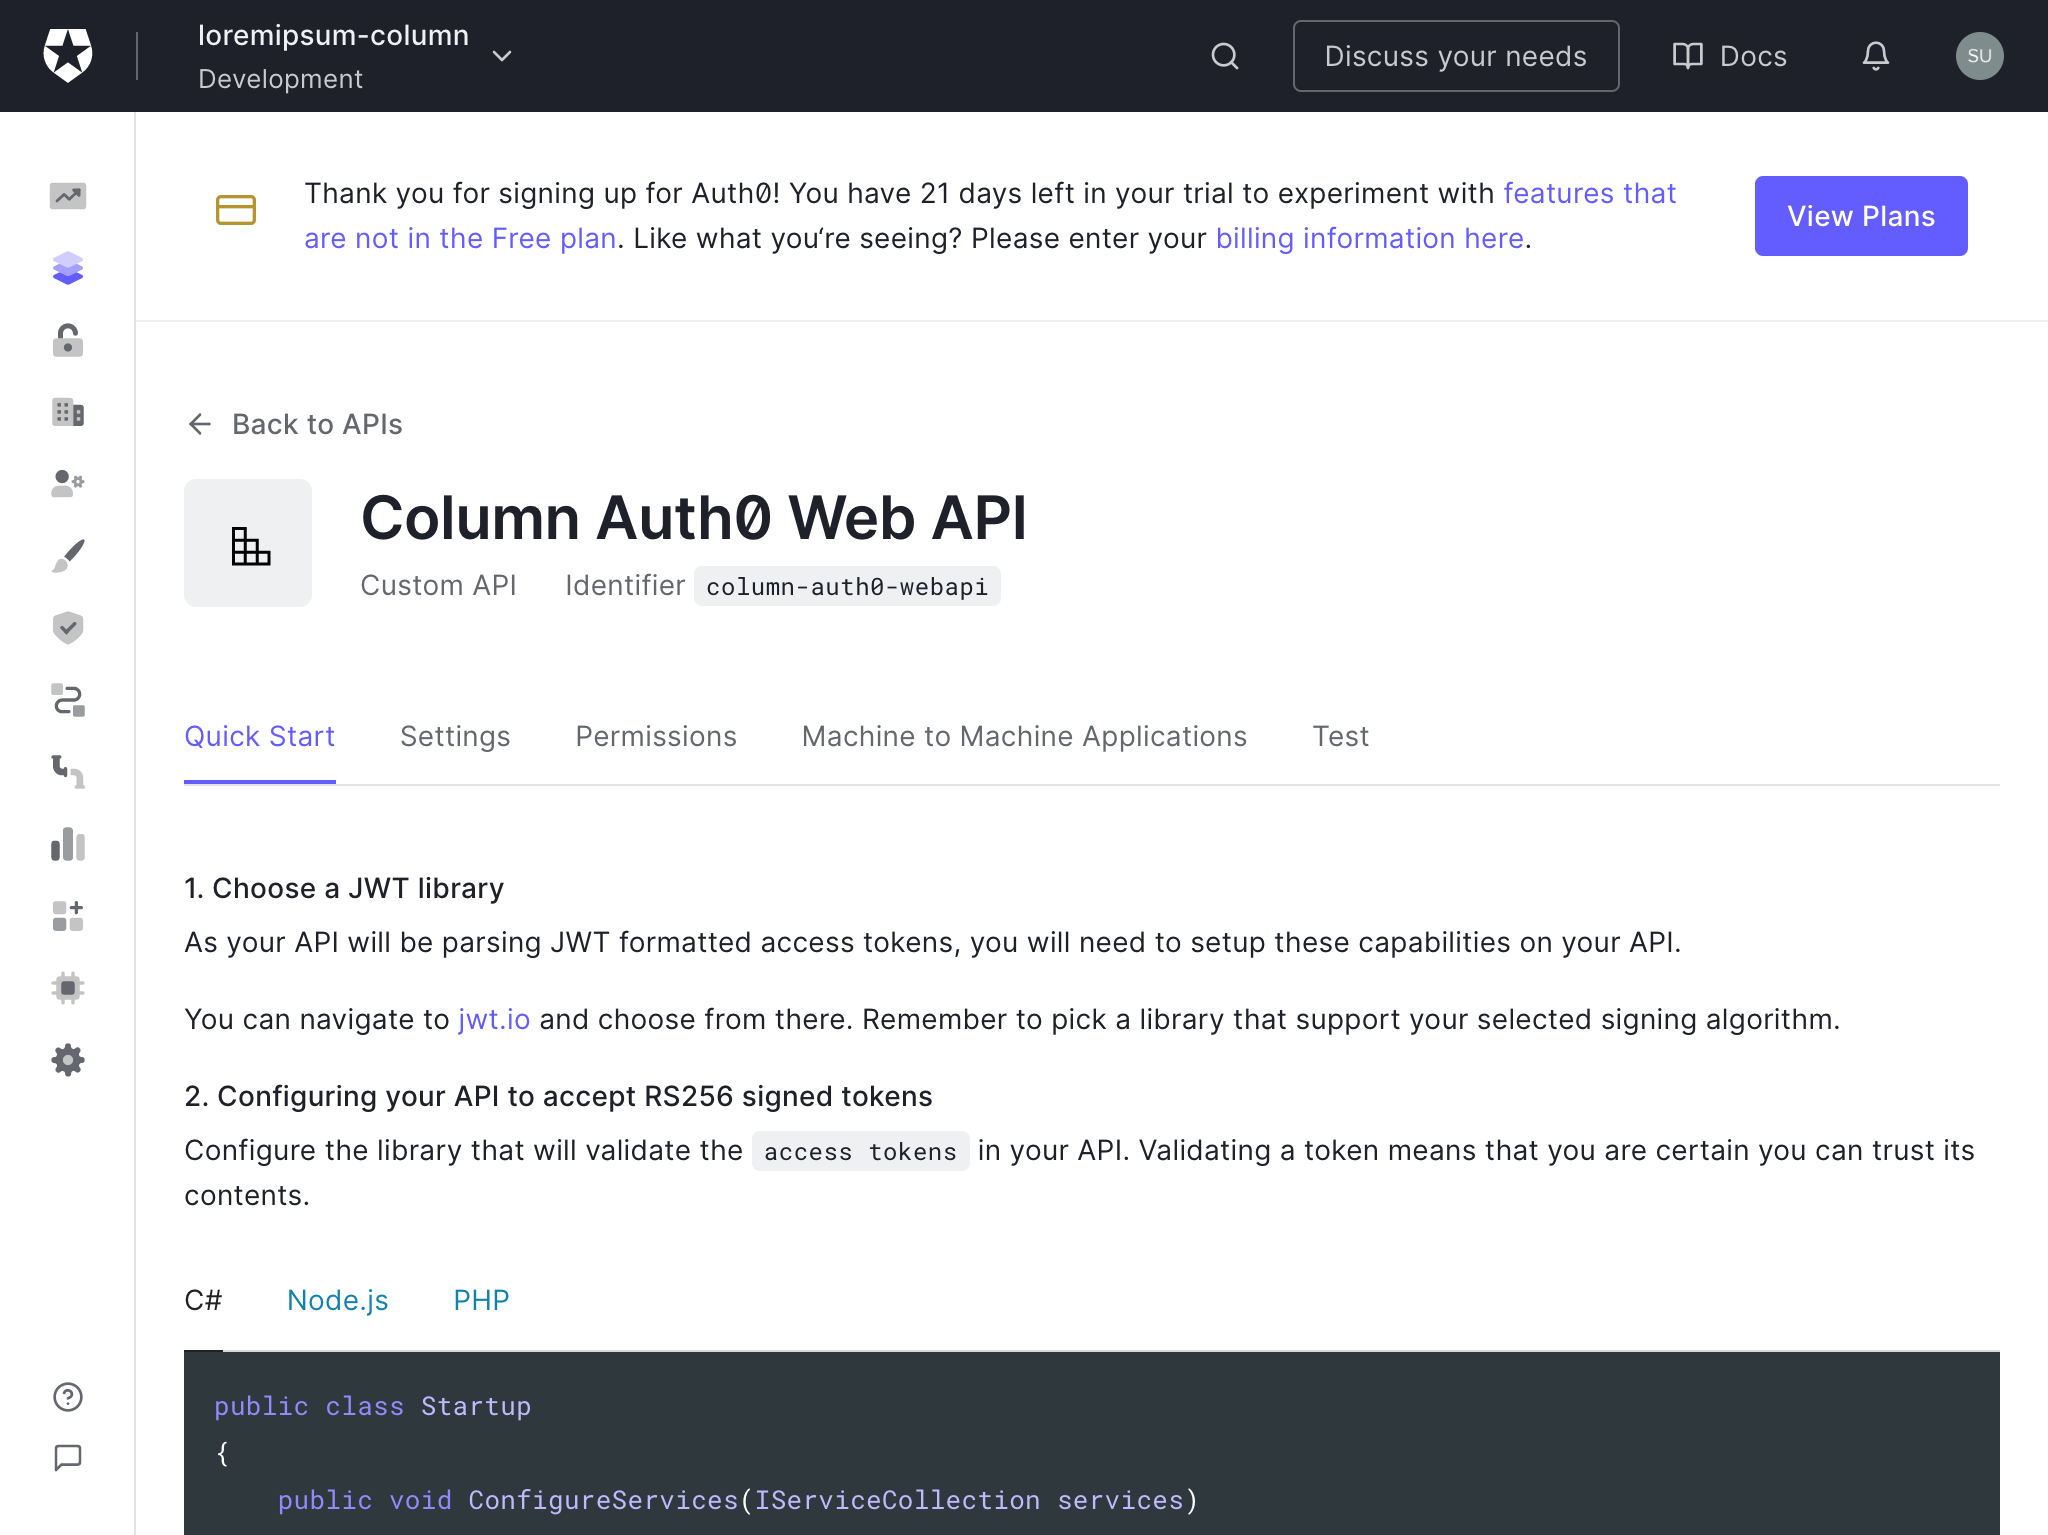 loremipsum-column
Development
Discuss your needs
Docs
SU
Thank you for signing up for Auth0! You have 21 days left in your trial to experiment with features that
are not in the Free plan. Like what you‘re seeing? Please enter your billing information here.
View Plans
Back to APIs
Column Auth0 Web API
Custom API Identifier column-auth0-webapi
Quick Start Settings Permissions Machine to Machine Applications Test
1. Choose a JWT library
As your API will be parsing JWT formatted access tokens, you will need to setup these capabilities on your API.
You can navigate to jwt.io and choose from there. Remember to pick a library that support your selected signing algorithm.
2. Configuring your API to accept RS256 signed tokens
Configure the library that will validate the access tokens in your API. Validating a token means that you are certain you can trust its
contents.
C# Node.js PHP
public class Startup
{
public void ConfigureServices(IServiceCollection services)